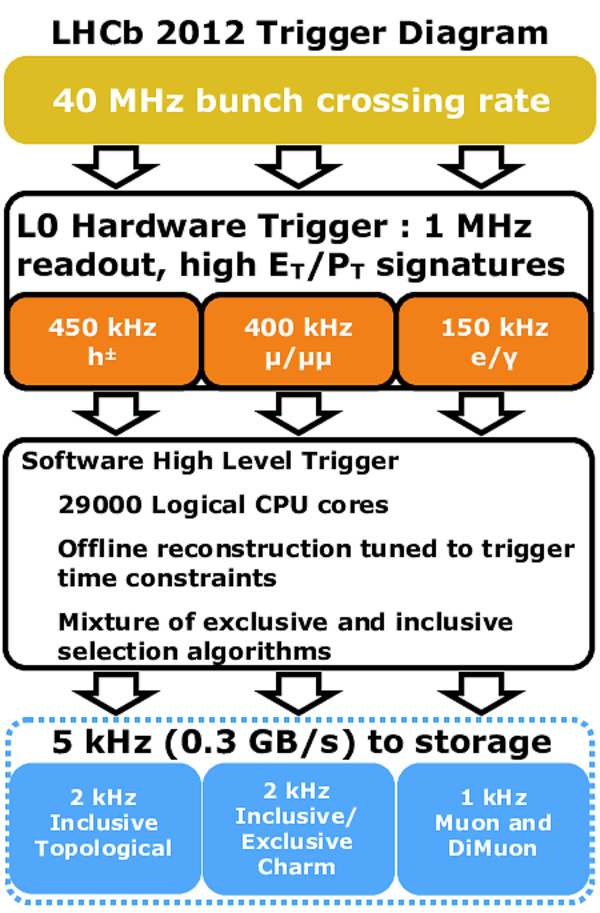 LHCb 2012 Trigger Diagram
40 MHz bunch crossing rate
L0 Hardware Trigger : 1 MHz
readout, high E_T/P_T signatures
450 kHz
h±
400 kHz
μ/μμ
150 kHz
e/γ
Software High Level Trigger
29000 Logical CPU cores
Offline reconstruction tuned to trigger
time constraints
Mixture of exclusive and inclusive
selection algorithms
5 kHz (0.3 GB/s) to storage
2 kHz
Inclusive
Topological
2 kHz
Inclusive/
Exclusive
Charm
1 kHz
Muon and
DiMuon